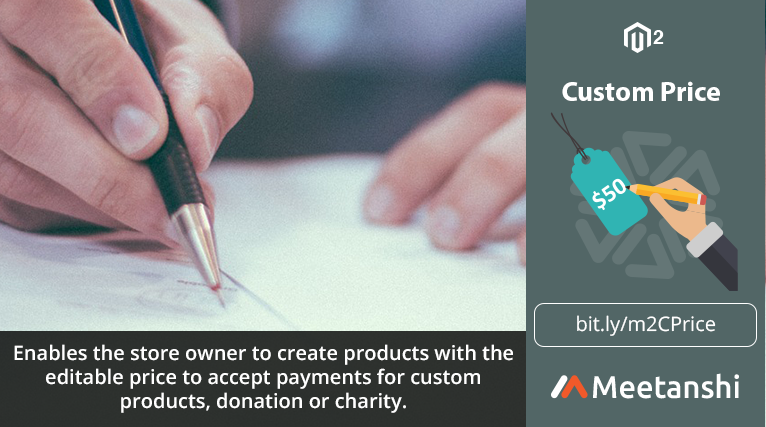 2
Custom Price
$50
bit.ly/m2CPrice
Meetanshi
Enables the store owner to create products with the
editable price to accept payments for custom
products, donation or charity.